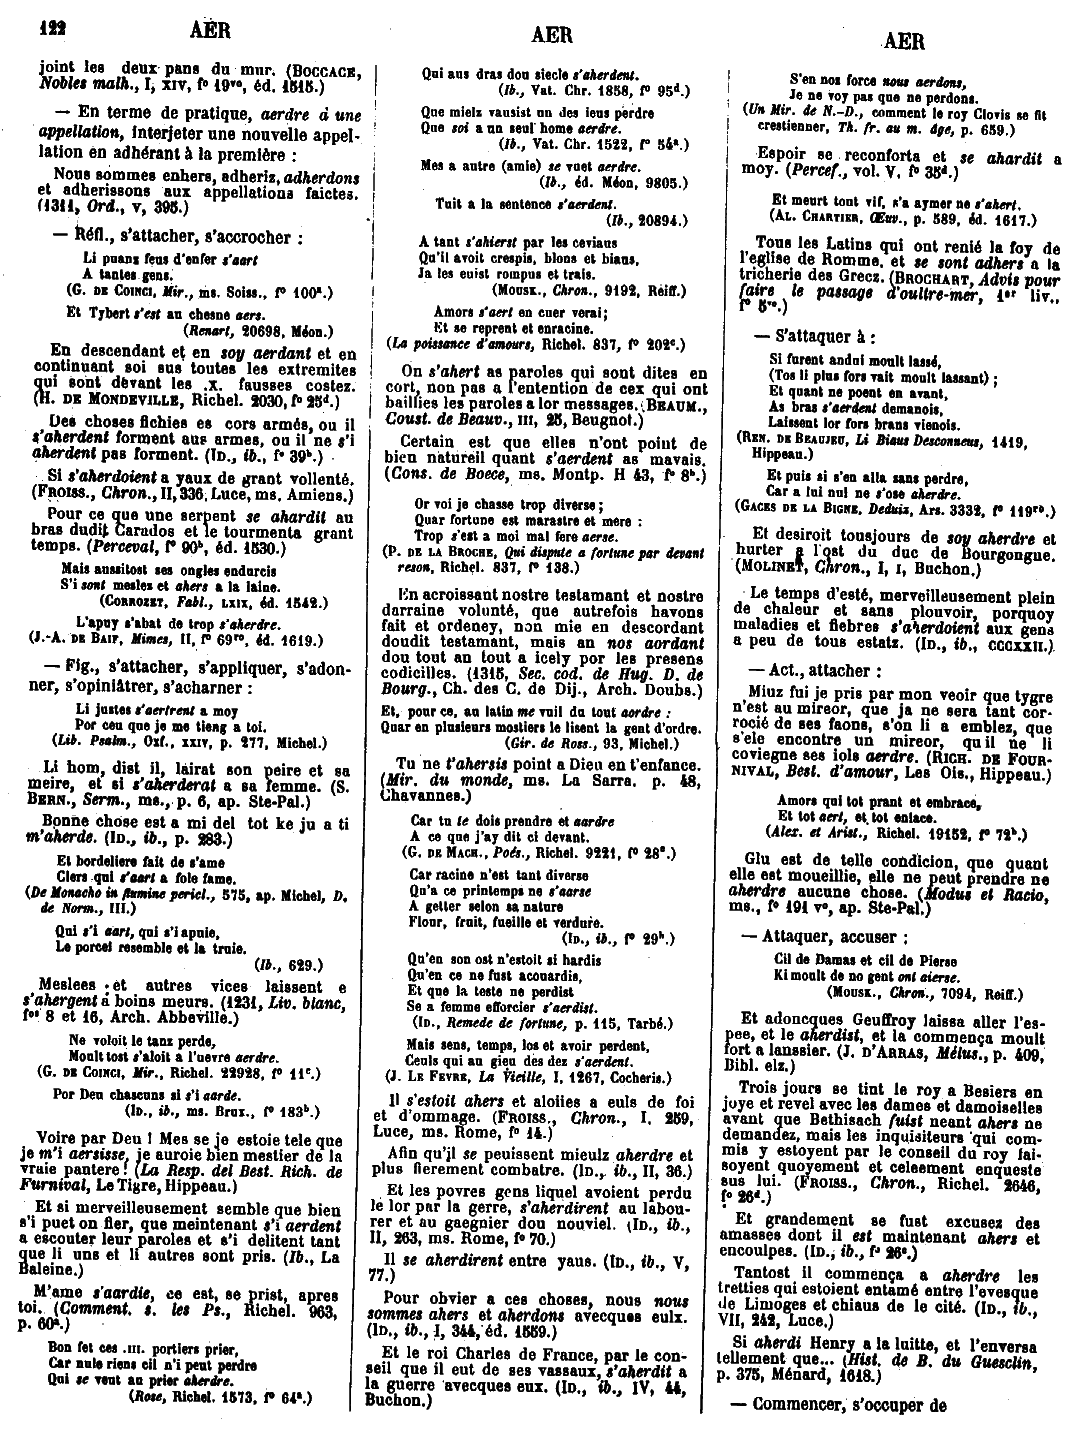 122 AER AER AER
joint les deux pans du mur. (BOCCACE,
Nobles malh., I, XIV, f° 19ʳᵒ, éd. 1515.)
— En terme de pratique, aerdre à une
appellation, interjeter une nouvelle appel-
lation en adhérant à la première :
Nous sommes enhers, adheriz, adherdons
et adherissons aux appellations faictes.
(1311, Ord., V, 395.)
— Réfl., s'attacher, s'accrocher :
Li puans feus d'enfer s'aart
A tantes gens.
(G. DE COINCI, Mir., ms. Soiss., f° 100ª.)
Et Tybert s'est au chesne aers.
(Renart, 20698, Méon.)
En descendant et en soy aerdant et en
continuant soi sus toutes les extremites
qui sont devant les .X. fausses costez.
(H. DE MONDEVILLE, Richel. 2030, f° 25ᵈ.)
Des choses fichies es cors armés, ou il
s'aherdent forment aus armes, ou il ne s'i
aherdent pas forment. (ID., ib., f° 39ᵇ.)
Si s'aherdoient a yaux de grant vollenté.
(FROISS., Chron., II, 336, Luce, ms. Amiens.)
Pour ce que une serpent se ahardit au
bras dudit Carados et le tourmenta grant
temps. (Perceval, f° 90ᵇ, éd. 1530.)
Mais aussitost ses ongles endurcis
S'i sont meslez et ahers a la laine.
(CORROZET, Fabl., LXIX, éd. 1542.)
L'apuy s'abat de trop s'aherdre.
(J.-A. DE BAIF, Mimes, II, f° 69ʳᵒ, éd. 1619.)
— Fig., s'attacher, s'appliquer, s'adon-
ner, s'opiniâtrer, s'acharner :
Li justes s'aertrent a moy
Por ceu que je me tieng a toi.
(Lib. Psalm., Oxf., XXIV, p. 277, Michel.)
Li hom, dist il, lairat son peire et sa
meire, et si s'aherderat a sa femme. (S.
BERN., Serm., ms., p. 6, ap. Ste-Pal.)
Bonne chose est a mi del tot ke ju a ti
m'aherde. (ID., ib., p. 283.)
Et bordeliere fait de s'ame
Clers qui s'aart a fole fame.
(De Monacho in flumine pericl., 575, ap. Michel, D.
de Norm., III.)
Qui s'i aart, qui s'i apuie,
Le porcel resemble et la truie.
(Ib., 629.)
Meslees et autres vices laissent e
s'ahergent á boins meurs. (1231, Liv. blanc,
f°ˢ 8 et 16, Arch. Abbeville.)
Ne voloit le tanz perde,
Moult tost s'aloit a l'uevre aerdre.
(G. DE COINCI, Mir., Richel. 22928, f° 11ᶜ.)
Por Deu chascuns si s'i aarde.
(ID., ib., ms. Brux., f° 183ᵇ.)
Voire par Deu ! Mes se je estoie tele que
je m'i aersisse, je auroie bien mestier de la
vraie pantere ! (La Resp. del Best. Rich. de
Furnival, Le Tigre, Hippeau.)
Et si merveilleusement semble que bien
s'i puet on fier, que meintenant s'i aerdent
a escouter leur paroles et s'i delitent tant
que li uns et li autres sont pris. (Ib., La
Baleine.)
M'ame s'aardie, ce est, se prist, apres
toi. (Comment. s. les Ps., Richel. 963,
p. 60ª.)
Bon fet ces .III. portiers prier,
Car nule riens cil n'i peut perdre
Qui se veut au prier aherdre.
(Rose, Richel. 1573, f° 64ª.)
Qui aus dras dou siecle s'aherdent.
(Ib., Vat. Chr. 1858, f° 95ᵈ.)
Que mielz vausist un des ieus perdre
Que soi a un seul home aerdre.
(Ib., Vat. Chr. 1522, f° 54ª.)
Mes a autre (amie) se vuet aerdre.
(Ib., éd. Méon, 9805.)
Tuit a la sentence s'aerdent.
(Ib., 20894.)
A tant s'ahierst par les ceviaus
Qu'il avoit crespis, blons et biaus,
Ja les euist rompus et trais.
(MOUSK., Chron., 9192, Reiff.)
Amors s'aert en cuer verai;
Et se reprent et enracine.
(La poissance d'amours, Richel. 837, f° 202ᶜ.)
On s'ahert as paroles qui sont dites en
cort, non pas a l'entention de cex qui ont
baillies les paroles a lor messages. (BEAUM.,
Coust. de Beauv., III, 25, Beugnot.)
Certain est que elles n'ont point de
bien natureil quant s'aerdent as mavais.
(Cons. de Boece, ms. Montp. H 43, f° 8ᵇ.)
Or voi je chasse trop diverse ;
Quar fortune est marastre et mere :
Trop s'est a moi mal fere aerse.
(P. DE LA BROCHE, Qui dispute a fortune par devant
reson, Richel. 837, f° 138.)
En acroissant nostre testamant et nostre
darraine volunté, que autrefois havons
fait et ordeney, non mie en descordant
doudit testamant, mais an nos aordant
dou tout an tout a icely por les presens
codicilles. (1315, Sec. cod. de Hug. D. de
Bourg., Ch. des C. de Dij., Arch. Doubs.)
Et, pour ce, au latin me vuil du tout aordre :
Quar en plusieurs mostiers le lisent la gent d'ordre.
(Gir. de Ross., 93, Michel.)
Tu ne t'ahersis point a Dieu en t'enfance.
(Mir. du monde, ms. La Sarra. p. 48,
Chavannes.)
Car tu te dois prendre et aardre
A ce que j'ay dit ci devant.
(G. DE MACH., Poés., Richel. 9221, f° 28ª.)
Car racine n'est tant diverse
Qu'a ce printemps ne s'aarse
A getter selon sa nature
Flour, fruit, fueille et verdure.
(ID., ib., f° 29ᵇ.)
Qu'en son ost n'estoit si hardis
Qu'en ce ne fust acouardis,
Et que la teste ne perdist
Se a femme efforcier s'aerdist.
(ID., Remede de fortune, p. 115, Tarbé.)
Mais sens, temps, los et avoir perdent,
Ceuls qui au gieu des dez s'aerdent.
(J. LE FEVRE, La Vieille, I, 1267, Cocheris.)
Il s'estoit ahers et aloiies a euls de foi
et d'ommage. (FROISS., Chron., I, 259,
Luce, ms. Rome, f° 14.)
Afin qu'il se peuissent mieulz aherdre et
plus fierement combatre. (ID., ib., II, 36.)
Et les povres gens liquel avoient perdu
le lor par la gerre, s'aherdirent au labou-
rer et au gaegnier dou nouviel. (ID., ib.,
II, 263, ms. Rome, f° 70.)
Il se aherdirent entre yaus. (ID., ib., V,
77.)
Pour obvier a ces choses, nous nous
sommes ahers et aherdons avecques eulx.
(ID., ib., I, 344, éd. 1559.)
Et le roi Charles de France, par le con-
seil que il eut de ses vassaux, s'aherdit a
la guerre avecques eux. (ID., ib., IV, 44,
Buchon.)
S'en nos force nous aerdons,
Je ne voy pas que ne perdons.
(Un Mir. de N.-D., comment le roy Clovis se fit
crestienner, Th. fr. au m. âge, p. 659.)
Espoir se reconforta et se ahardit a
moy. (Percef., vol. V, f° 35ᵈ.)
Et meurt tout vif, s'a aymer ne s'ahert.
(AL. CHARTIER, Œuv., p. 589, éd. 1617.)
Tous les Latins qui ont renié la foy de
l'eglise de Romme, et se sont adhers a la
tricherie des Grecz. (BROCHART, Advis pour
faire le passage d'oultre-mer, 1ᵉʳ liv.,
f° 5ʳᵒ.)
— S'attaquer à :
Si furent andui moult lassé,
(Tos li plus fors vait moult lassant) ;
Et quant ne poent en avant,
As bras s'aerdent demanois,
Laissent lor fors brans vienois.
(REN. DE BEAUJEU, Li Biaus Desconneus, 1419,
Hippeau.)
Et puis si s'en alla sans perdre,
Car a lui nul ne s'ose aherdre.
(GACES DE LA BIGNE, Deduiz, Ars. 3332, f° 119ʳᵒ.)
Et desiroit tousjours de soy aherdre et
hurter a l'ost du duc de Bourgongue.
(MOLINET, Chron., I, I, Buchon.)
Le temps d'esté, merveilleusement plein
de chaleur et sans plouvoir, porquoy
maladies et fiebres s'aherdoient aux gens
a peu de tous estatz. (ID., ib., CCCXXII.)
— Act., attacher :
Miuz fui je pris par mon veoir que tygre
n'est au mireor, que ja ne sera tant cor-
rocié de ses faons, s'on li a emblez, que
s'ele encontre un mireor, qu il ne li
coviegne ses iols aerdre. (RICH. DE FOUR-
NIVAL, Best. d'amour, Les Ois., Hippeau.)
Amors qui tot prant et embrace,
Et tot aert, et tot enlace.
(Alex. et Arist., Richel. 19152, f° 72ᵇ.)
Glu est de telle condicion, que quant
elle est moueillie, elle ne peut prendre ne
aherdre aucune chose. (Modus et Racio,
ms., f° 191 v°, ap. Ste-Pal.)
— Attaquer, accuser :
Cil de Damas et cil de Pierse
Ki moult de no gent ont aierse.
(MOUSK., Chron., 7094, Reiff.)
Et adoncques Geuffroy laissa aller l'es-
pee, et le aherdist, et la commença moult
fort a lanssier. (J. D'ARRAS, Mélus., p. 409,
Bibl. elz.)
Trois jours se tint le roy a Besiers en
joye et revel avec les dames et damoiselles
avant que Bethisach fuist neant ahers ne
demandez, mais les inquisiteurs qui com-
mis y estoyent par le conseil du roy fai-
soyent quoyement et celeement enqueste
sus lui. (FROISS., Chron., Richel. 2646,
f° 26ᵈ.)
Et grandement se fust excusez des
amasses dont il est maintenant ahers et
encoulpes. (ID., ib., f° 26ᵉ.)
Tantost il commença a aherdre les
tretties qui estoient entamé entre l'evesque
de Limoges et chiaus de le cité. (ID., ib.,
VII, 242, Luce.)
Si aherdi Henry a la luitte, et l'enversa
tellement que... (Hist. de B. du Guesclin,
p. 375, Ménard, 1618.)
— Commencer, s'occuper de